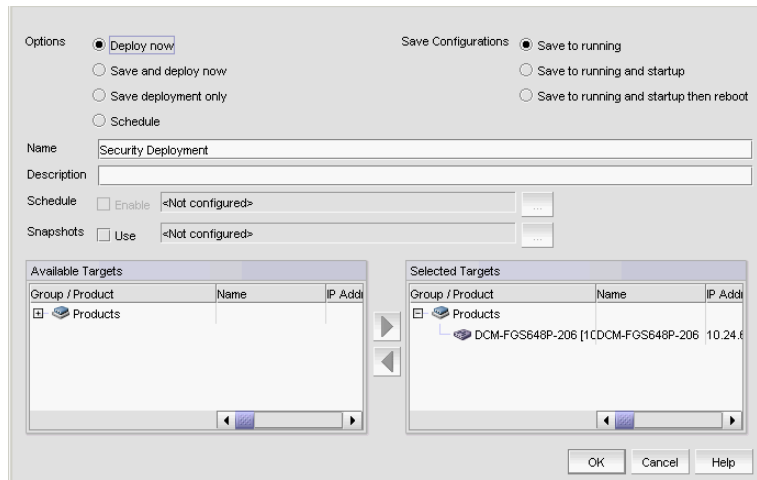 Options Deploy now Save Configurations Save to running
Save and deploy now Save to running and startup
Save deployment only Save to running and startup then reboot
Schedule
Name Security Deployment
Description
Schedule Enable <Not configured> ...
Snapshots Use <Not configured> ...
Available Targets Selected Targets
Group / Product Name IP Addr Group / Product Name IP Addr
Products Products
DCM-FGS648P-206 [10 DCM-FGS648P-206 10.24.6
OK Cancel Help